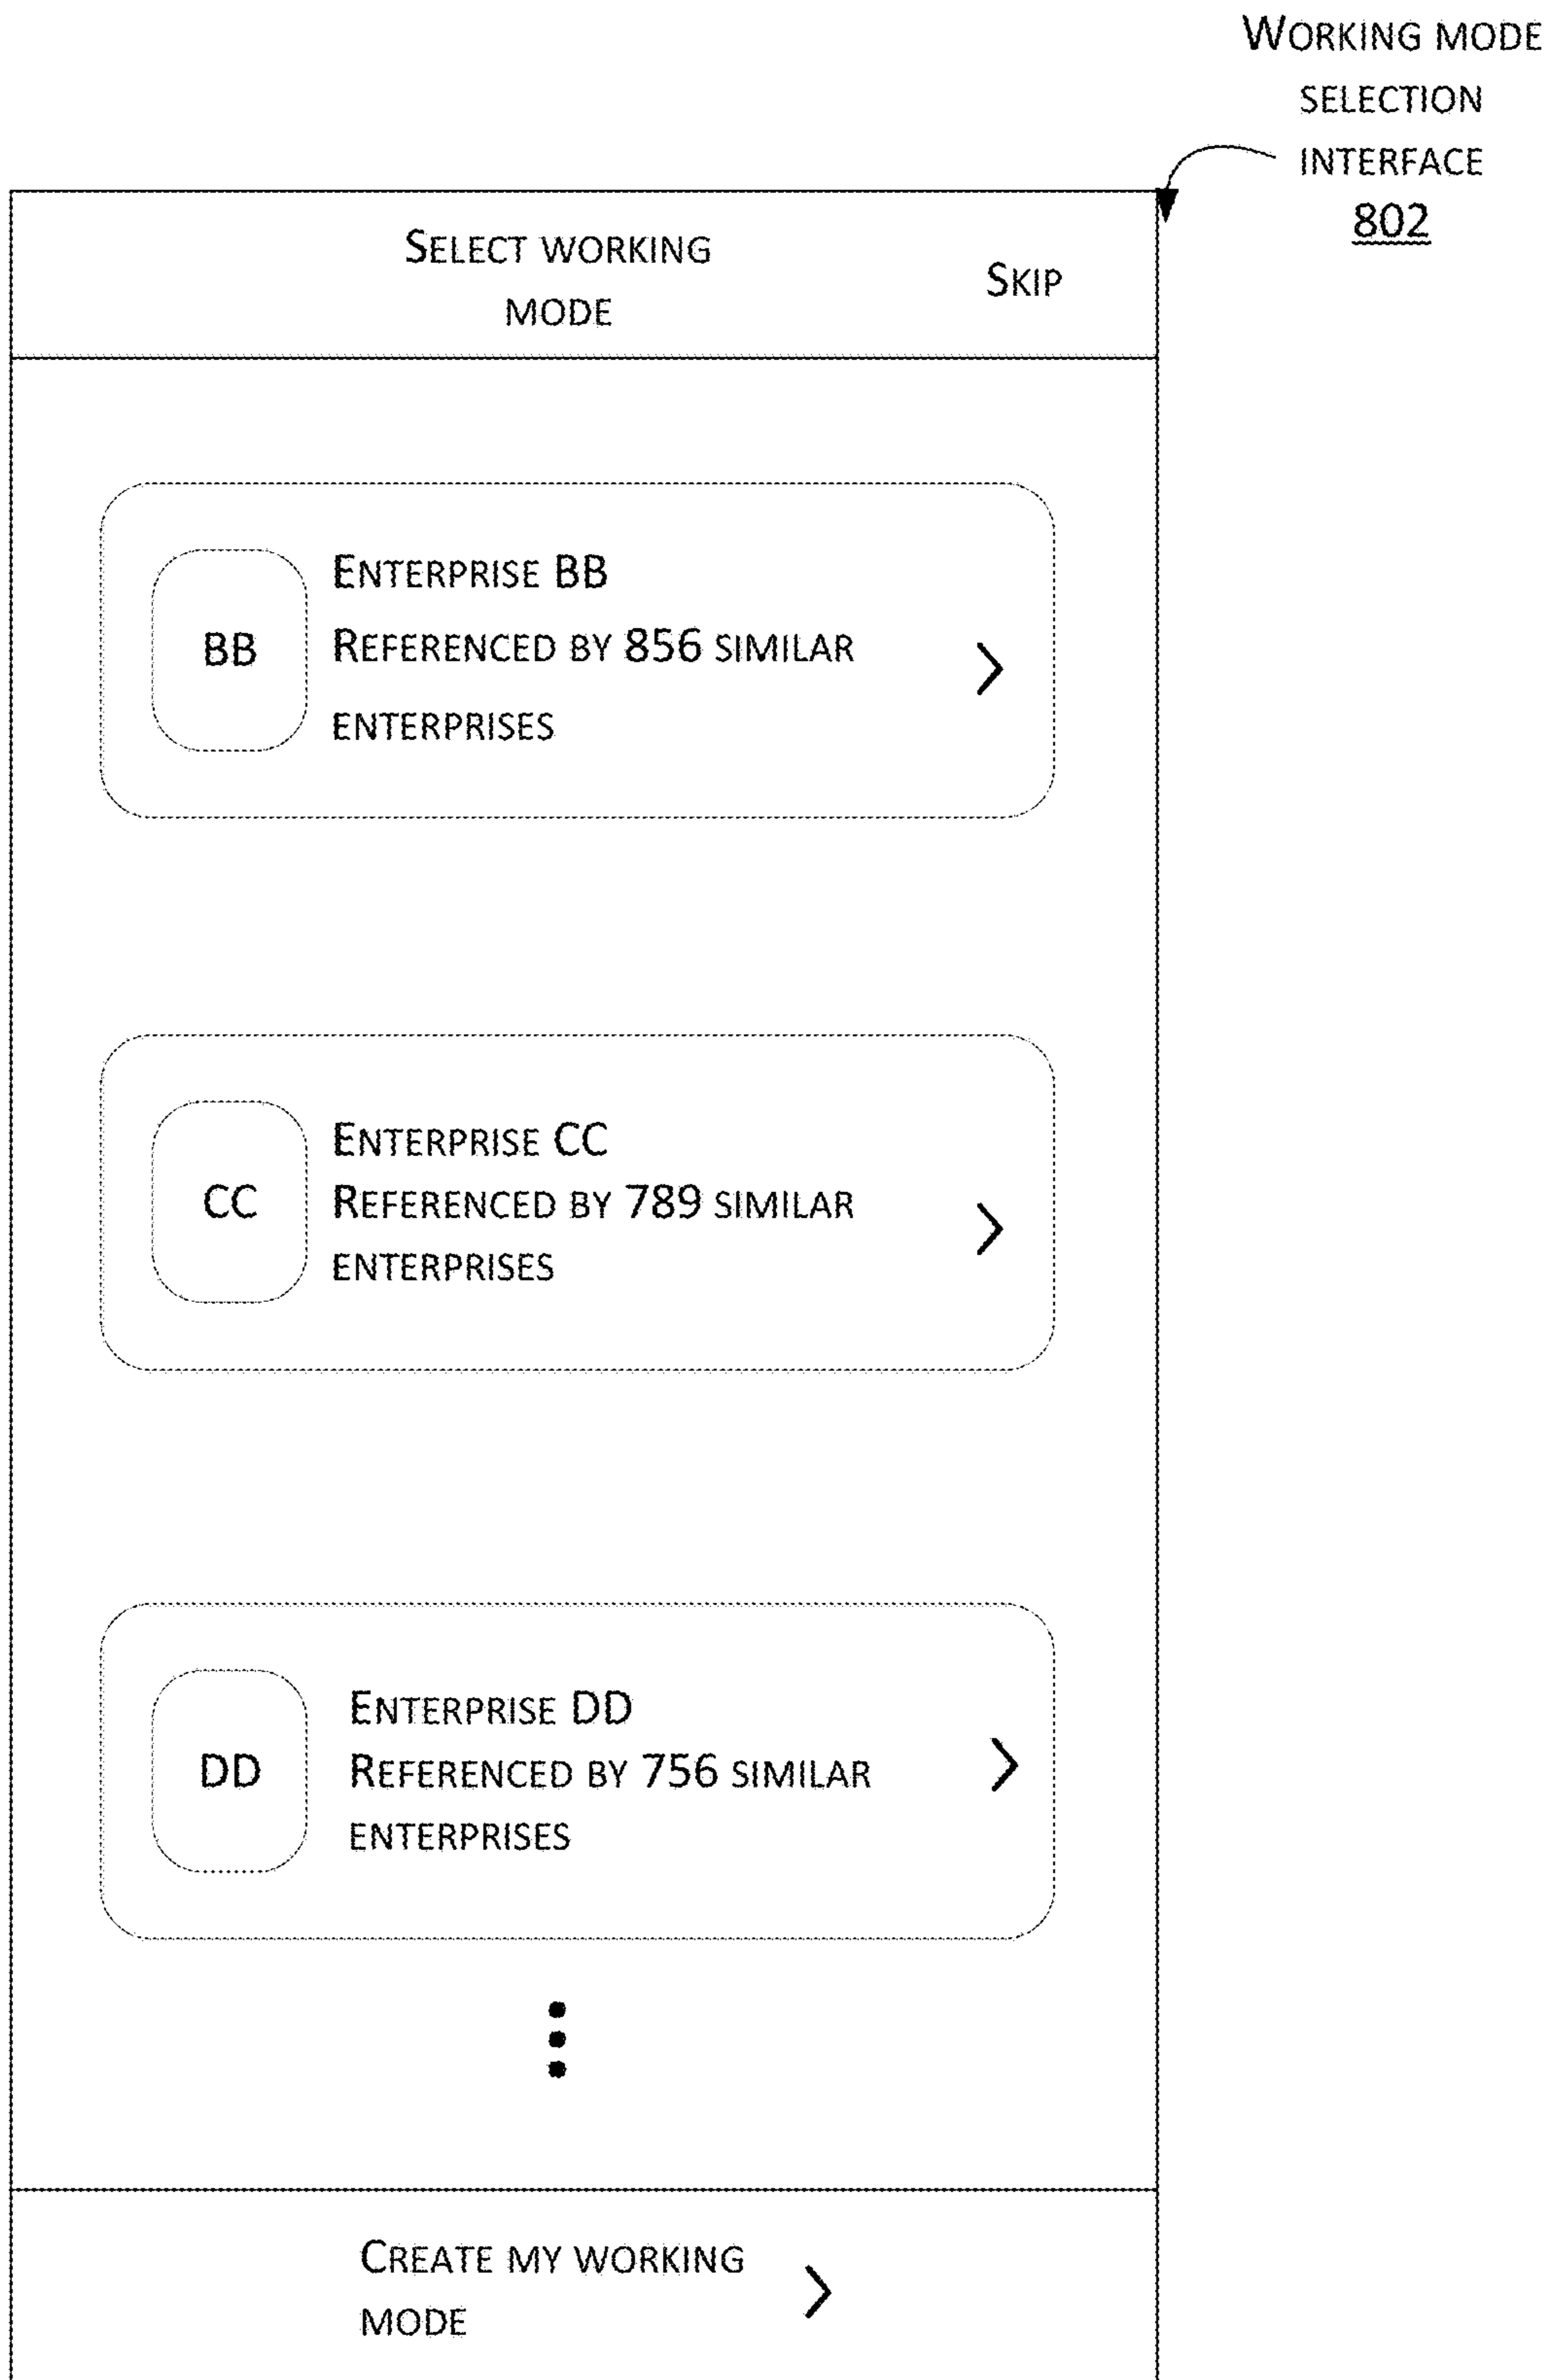 Working mode
selection
interface
802
Select working
mode
Skip
BB
Enterprise BB
Referenced by 856 similar
enterprises
CC
Enterprise CC
Referenced by 789 similar
enterprises
DD
Enterprise DD
Referenced by 756 similar
enterprises
Create my working
mode